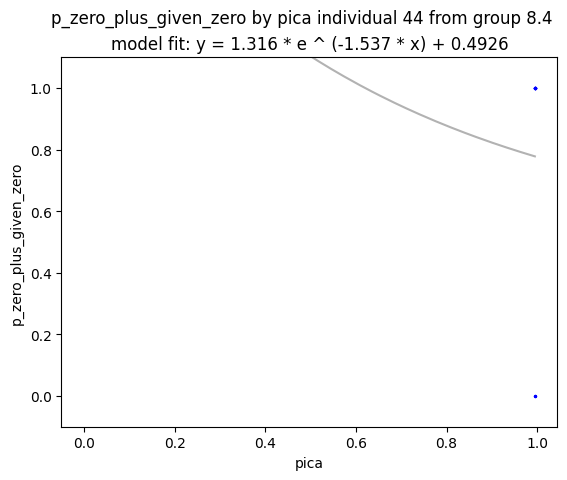 p_zero_plus_given_zero by pica individual 44 from group 8.4
model fit: y = 1.316 * e ^ (-1.537 * x) + 0.4926
1.0
0.8
0.6
0.4
0.2
0.0
p_zero_plus_given_zero
0.0 0.2 0.4 0.6 0.8 1.0
pica